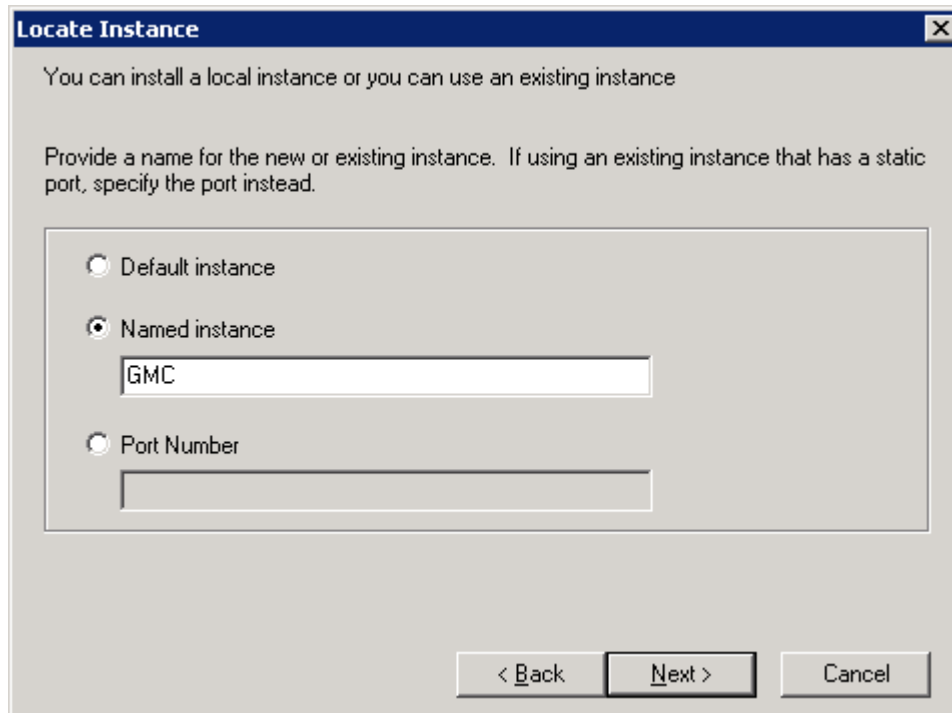 Locate Instance
You can install a local instance or you can use an existing instance
Provide a name for the new or existing instance.  If using an existing instance that has a static
port, specify the port instead.
Default instance
Named instance
GMC
Port Number
< Back
Next >
Cancel